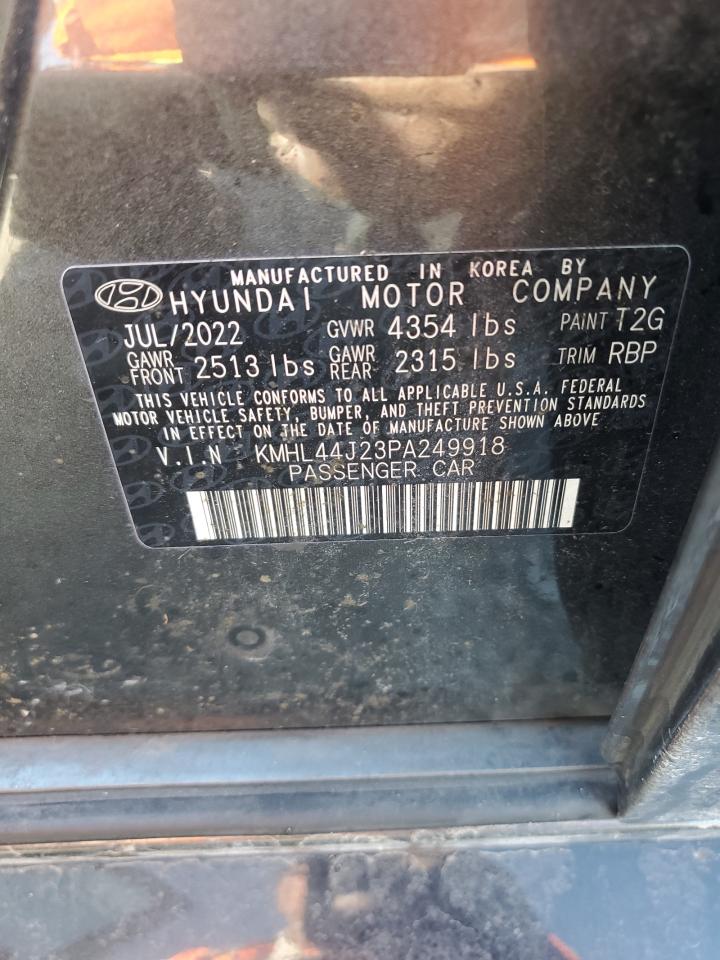 MANUFACTURED IN KOREA BY
HYUNDAI MOTOR COMPANY
JUL/2022 GVWR 4354 lbs PAINT T2G
GAWR FRONT 2513 lbs GAWR REAR 2315 lbs TRIM RBP
THIS VEHICLE CONFORMS TO ALL APPLICABLE U.S.A. FEDERAL
MOTOR VEHICLE SAFETY, BUMPER, AND THEFT PREVENTION STANDARDS
IN EFFECT ON THE DATE OF MANUFACTURE SHOWN ABOVE
V.I.N : KMHL44J23PA249918
PASSENGER CAR